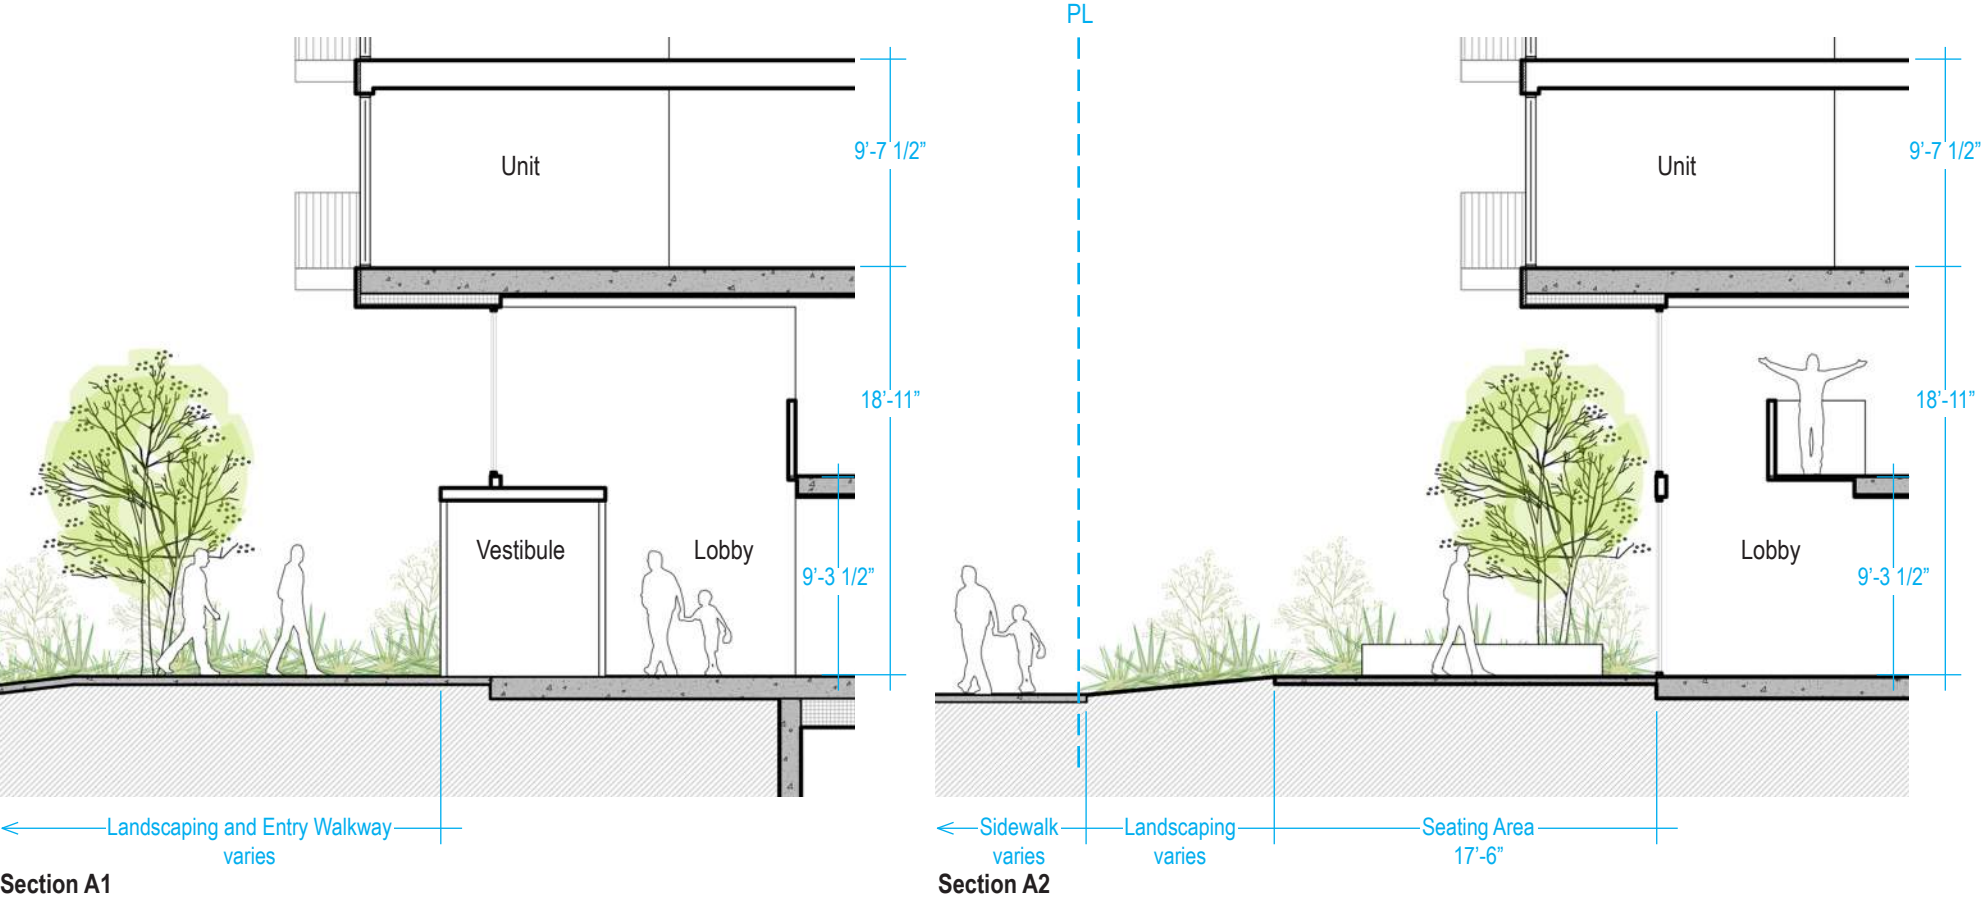 PL
Unit
9’-7 1/2”
18’-11”
Vestibule
Lobby
9’-3 1/2”
Landscaping and Entry Walkway
varies
Section A1
Unit
9’-7 1/2”
18’-11”
Lobby
9’-3 1/2”
Sidewalk
varies
Landscaping
varies
Seating Area
17’-6”
Section A2